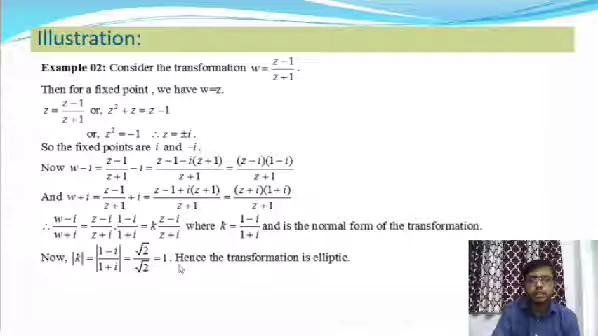 Illustration:
Example 02: Consider the transformation w = (z−1)/(z+1).
Then for a fixed point, we have w=z.
z = (z−1)/(z+1) or, z² + z = z −1
or, z² = −1 ∴ z = ±i.
So the fixed points are i and −i.
Now w−i = (z−1)/(z+1) − i = (z−1−i(z+1))/(z+1) = ((z−i)(1−i))/(z+1)
And w+i = (z−1)/(z+1) + i = (z−1+i(z+1))/(z+1) = ((z+i)(1+i))/(z+1)
∴ (w−i)/(w+i) = (z−i)/(z+i) . (1−i)/(1+i) = k (z−i)/(z+i) where k = (1−i)/(1+i) and is the normal form of the transformation.
Now, |k| = |1−i|/|1+i| = √2/√2 = 1. Hence the transformation is elliptic.